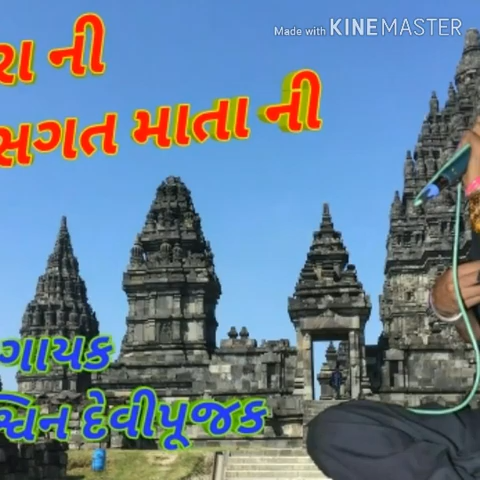 Made with KINEMASTER
રા ની
સગત માતા ની
ગાયક
શ્વિન દેવીપૂજક